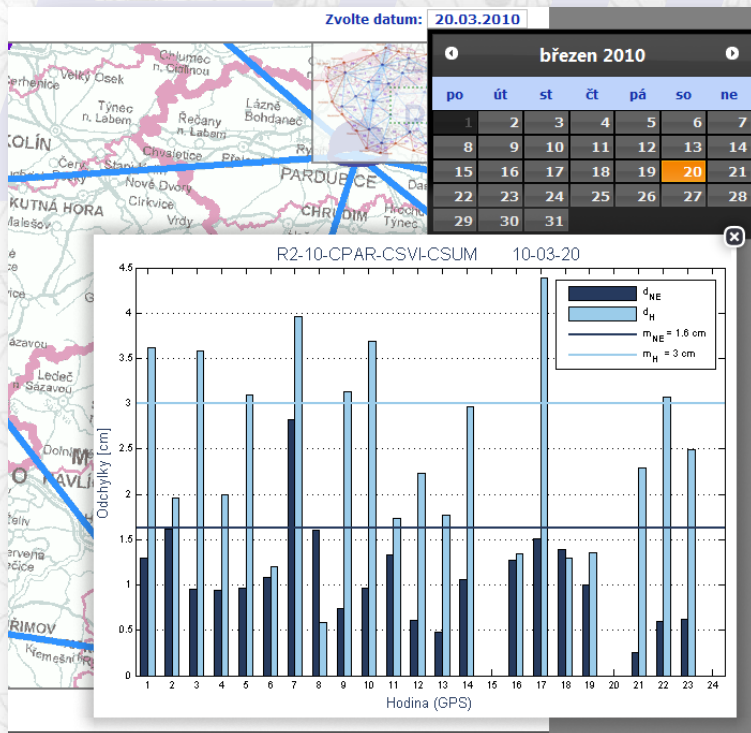 Zvolte datum: 20.03.2010
březen 2010
po út st čt pá so ne
1 2 3 4 5 6 7
8 9 10 11 12 13 14
15 16 17 18 19 20 21
22 23 24 25 26 27 28
29 30 31
Chlumec
n. Cidlinou
Velký Osek
Týnec
n. Labem
Řečany
n. Labem
Lázně
Bohdaneč
KOLÍN
Chvaletice
PARDUBICE
Nové Dvory
Církvice
KUTNÁ HORA
Malešov
Vrdy
CHRUDIM
Týnec
Ledeč
n. Sázavou
R2-10-CPAR-CSVI-CSUM 10-03-20
d NE
d H
m NE = 1.6 cm
m H = 3 cm
Odchylky [cm]
4.5
4
3.5
3
2.5
2
1.5
1
0.5
0
1 2 3 4 5 6 7 8 9 10 11 12 13 14 15 16 17 18 19 20 21 22 23 24
Hodina (GPS)